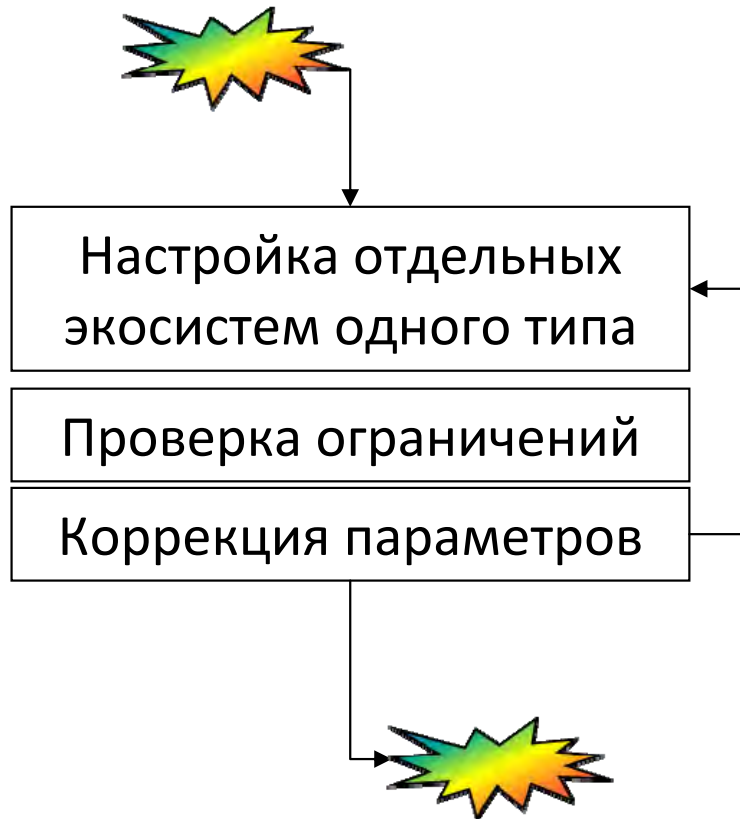 Настройка отдельных
экосистем одного типа
Проверка ограничений
Коррекция параметров